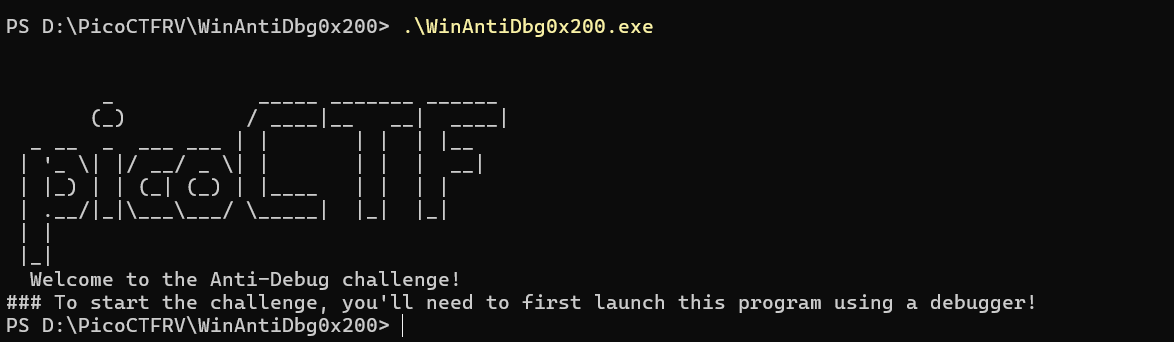 PS D:\PicoCTFRV\WinAntiDbg0x200> .\WinAntiDbg0x200.exe
        _            _____ _______ ______
       (_)          / ____|__   __|  ____|
  _ __  _  ___ ___ | |       | |  | |__
 | '_ \| |/ __/ _ \| |       | |  |  __|
 | |_) | | (_| (_) | |____   | |  | |
 | .__/|_|\___\___/ \_____|  |_|  |_|
 | |
 |_|
  Welcome to the Anti-Debug challenge!
### To start the challenge, you'll need to first launch this program using a debugger!
PS D:\PicoCTFRV\WinAntiDbg0x200>